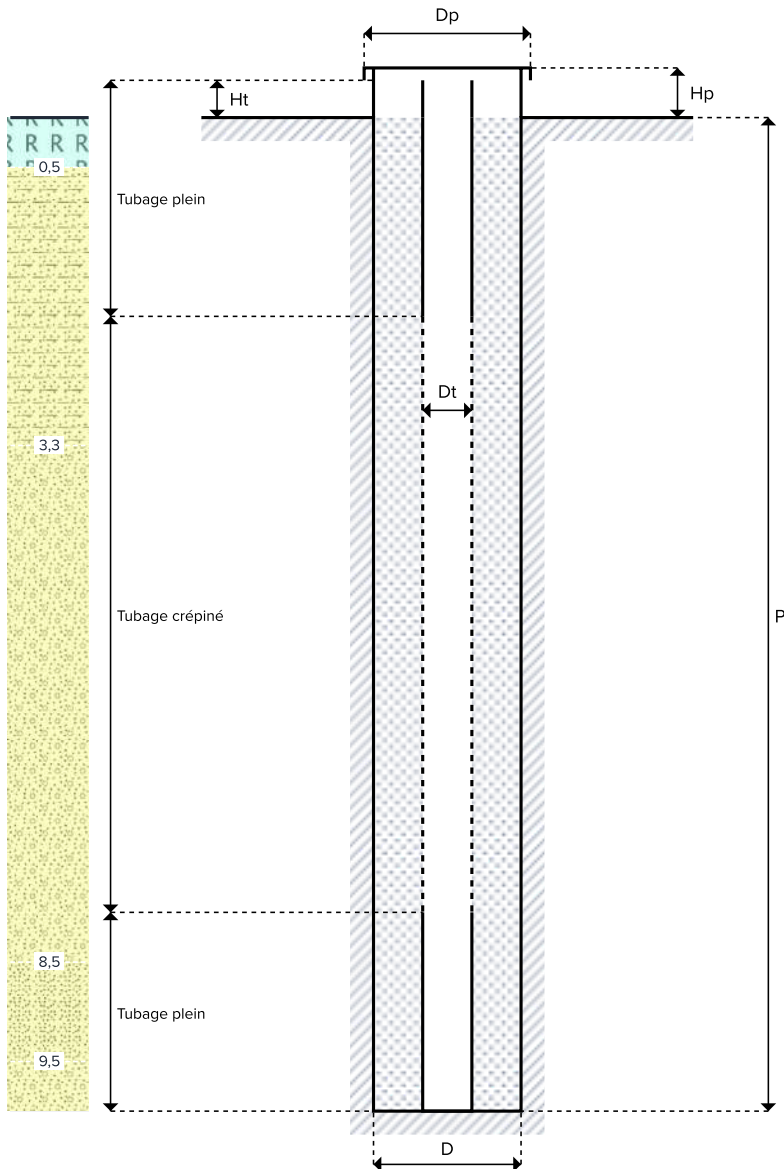 Dp
Ht
Hp
R R R R
R R R R
0,5
Tubage plein
3,3
Dt
Tubage crépiné
P
8,5
Tubage plein
9,5
D